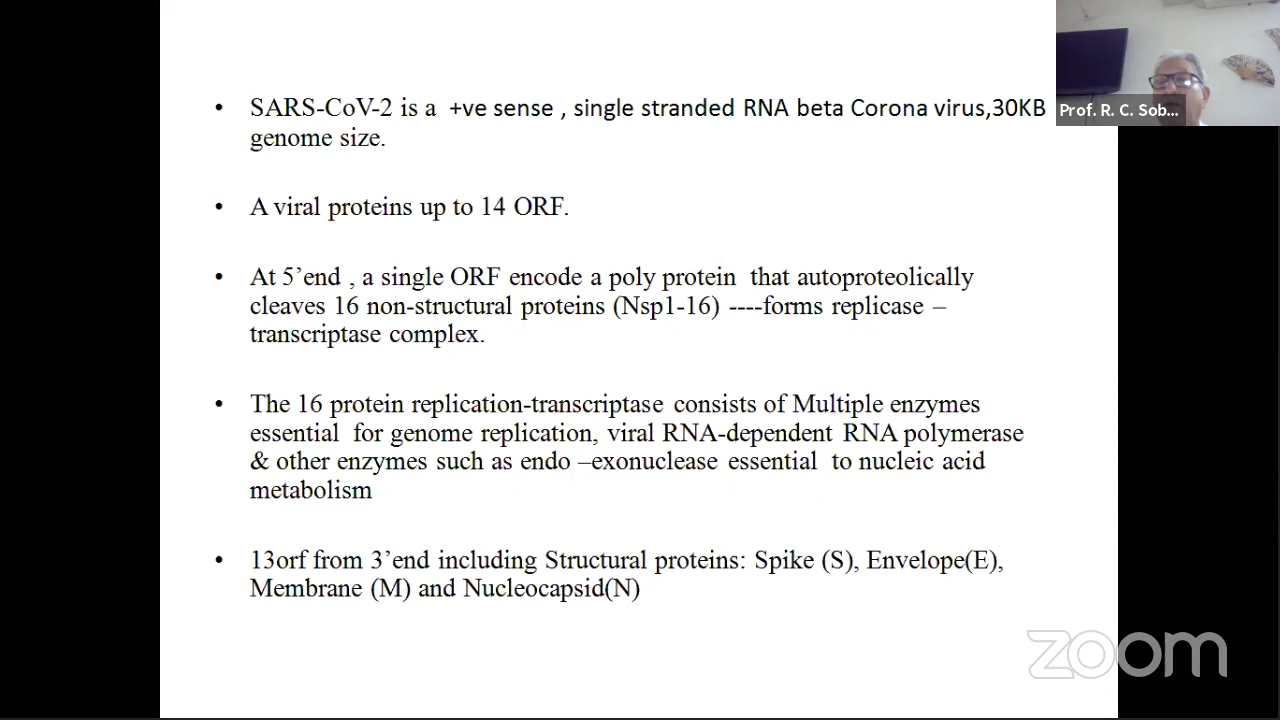 • SARS-CoV-2 is a +ve sense , single stranded RNA beta Corona virus,30KB
genome size.
• A viral proteins up to 14 ORF.
• At 5’end , a single ORF encode a poly protein that autoproteolically
cleaves 16 non-structural proteins (Nsp1-16) ----forms replicase –
transcriptase complex.
• The 16 protein replication-transcriptase consists of Multiple enzymes
essential for genome replication, viral RNA-dependent RNA polymerase
& other enzymes such as endo –exonuclease essential to nucleic acid
metabolism
• 13orf from 3’end including Structural proteins: Spike (S), Envelope(E),
Membrane (M) and Nucleocapsid(N)
Prof. R. C. Sob...
zoom